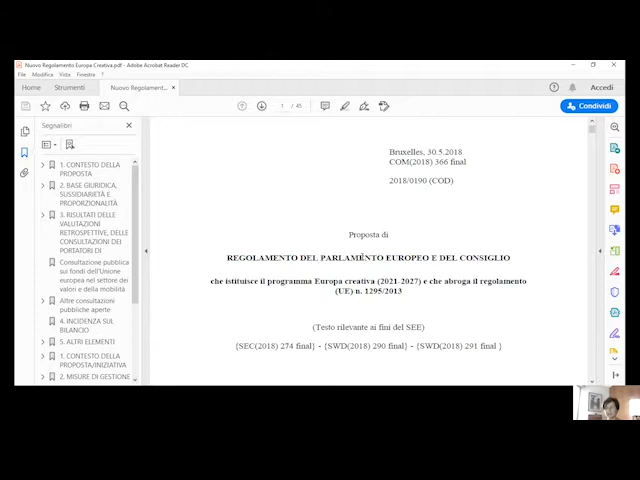 Nuovo Regolamento Europa Creativa.pdf - Adobe Acrobat Reader DC
File Modifica Vista Finestra ?
Home Strumenti Nuovo Regolament... × Accedi
1 / 45 Condividi
Segnalibri
1. CONTESTO DELLA
PROPOSTA
2. BASE GIURIDICA,
SUSSIDIARIETÀ E
PROPORZIONALITÀ
3. RISULTATI DELLE
VALUTAZIONI
RETROSPETTIVE, DELLE
CONSULTAZIONI DEI
PORTATORI DI
Consultazione pubblica
sui fondi dell'Unione
europea nel settore dei
valori e della mobilità
Altre consultazioni
pubbliche aperte
4. INCIDENZA SUL
BILANCIO
5. ALTRI ELEMENTI
1. CONTESTO DELLA
PROPOSTA/INIZIATIVA
2. MISURE DI GESTIONE
Bruxelles, 30.5.2018
COM(2018) 366 final
2018/0190 (COD)
Proposta di
REGOLAMENTO DEL PARLAMENTO EUROPEO E DEL CONSIGLIO
che istituisce il programma Europa creativa (2021-2027) e che abroga il regolamento
(UE) n. 1295/2013
(Testo rilevante ai fini del SEE)
{SEC(2018) 274 final} - {SWD(2018) 290 final} - {SWD(2018) 291 final }